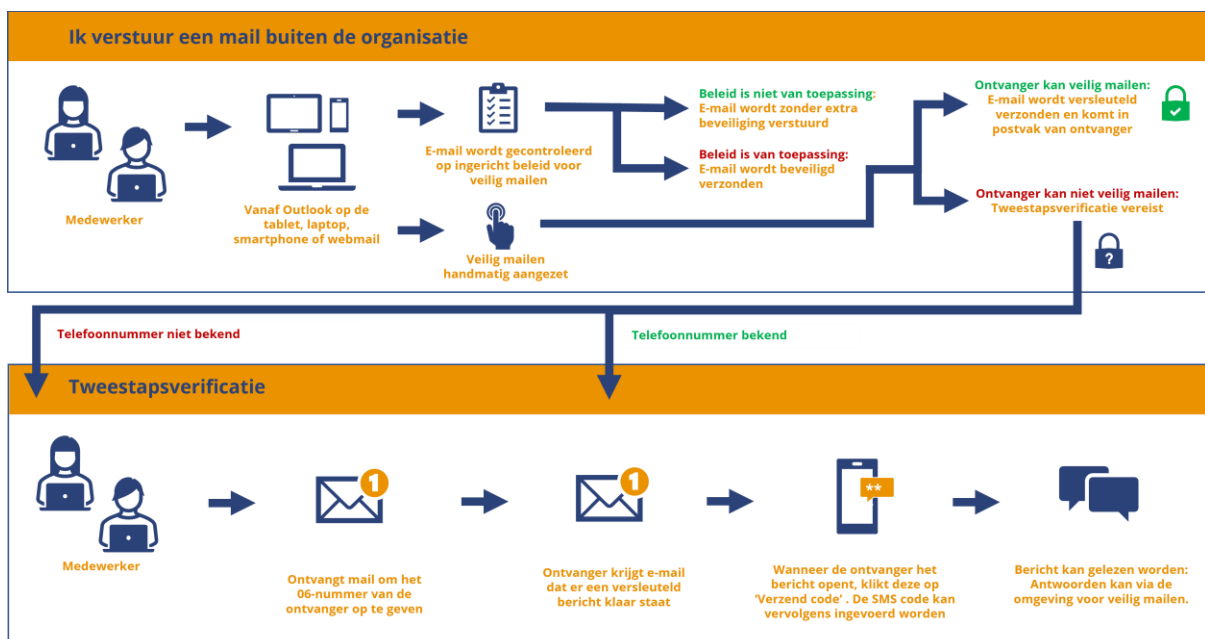 Ik verstuur een mail buiten de organisatie
Medewerker
Vanaf Outlook op de
tablet, laptop,
smartphone of webmail
E-mail wordt gecontroleerd
op ingericht beleid voor
veilig mailen
Veilig mailen
handmatig aangezet
Beleid is niet van toepassing:
E-mail wordt zonder extra
beveiliging verstuurd
Beleid is van toepassing:
E-mail wordt beveiligd
verzonden
Ontvanger kan veilig mailen:
E-mail wordt versleuteld
verzonden en komt in
postvak van ontvanger
Ontvanger kan niet veilig mailen:
Tweestapsverificatie vereist
?
Telefoonnummer niet bekend
Telefoonnummer bekend
Tweestapsverificatie
Medewerker
1
Ontvangt mail om het
06-nummer van de
ontvanger op te geven
1
Ontvanger krijgt e-mail
dat er een versleuteld
bericht klaar staat
**
Wanneer de ontvanger het
bericht opent, klikt deze op
‘Verzend code’ . De SMS code kan
vervolgens ingevoerd worden
Bericht kan gelezen worden:
Antwoorden kan via de
omgeving voor veilig mailen.